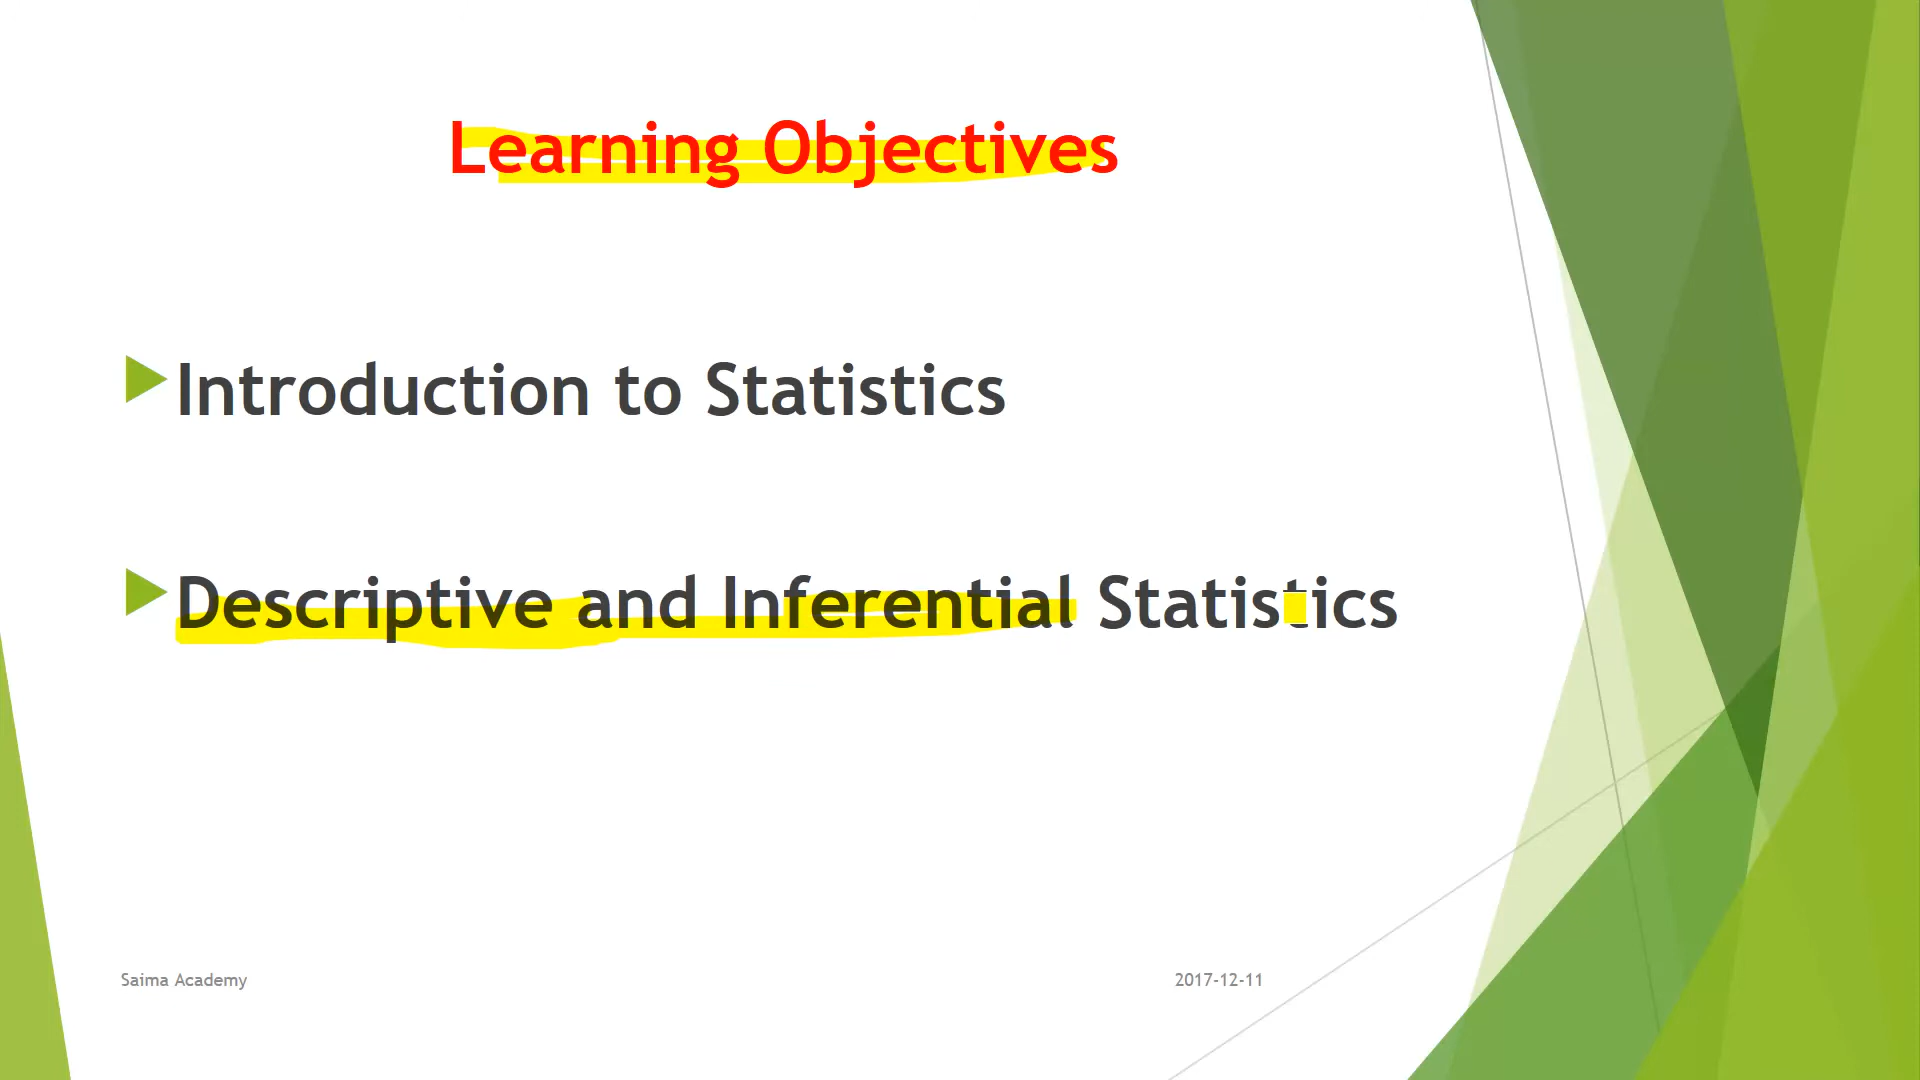 Learning Objectives
Introduction to Statistics
Descriptive and Inferential Statistics
Saima Academy
2017-12-11